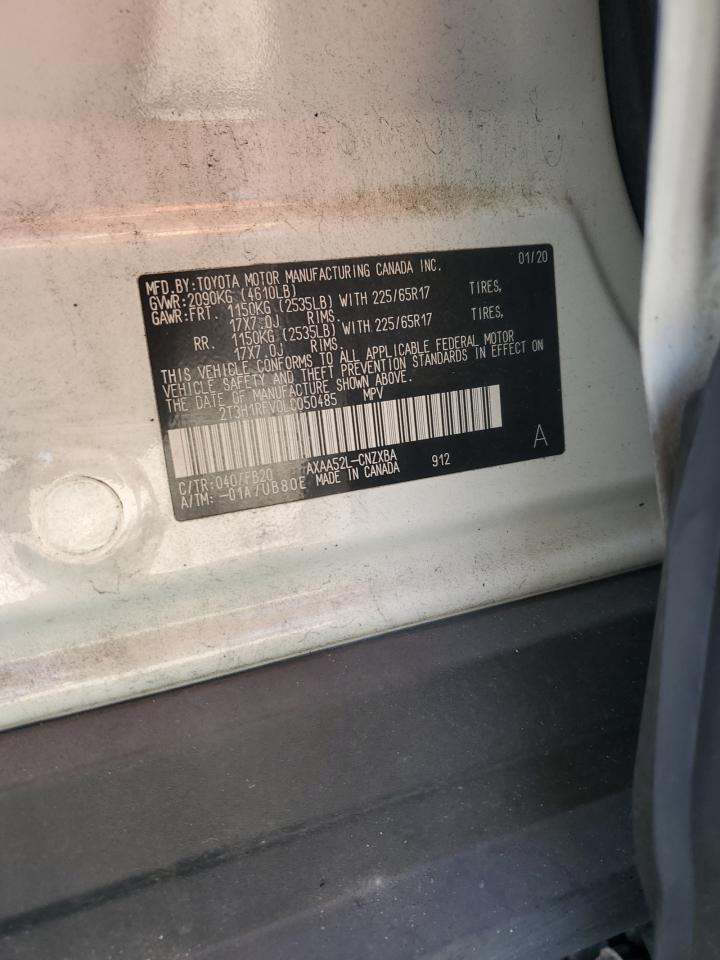 MFD.BY:TOYOTA MOTOR MANUFACTURING CANADA INC. 01/20
GVWR:2090KG (4610LB)
GAWR:FRT. 1150KG (2535LB) WITH 225/65R17 TIRES,
17X7.0J RIMS.
RR. 1150KG (2535LB) WITH 225/65R17 TIRES,
17X7.0J RIMS.
THIS VEHICLE CONFORMS TO ALL APPLICABLE FEDERAL MOTOR
VEHICLE SAFETY AND THEFT PREVENTION STANDARDS IN EFFECT ON
THE DATE OF MANUFACTURE SHOWN ABOVE.
2T3H1RFV0LC050485 MPV
A
C/TR:040/FB20 AXAA52L-CNZXBA 912
A/TM:-01A/UB80E MADE IN CANADA